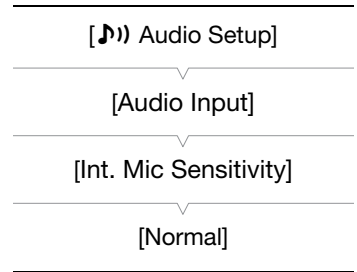 [♪)) Audio Setup]
[Audio Input]
[Int. Mic Sensitivity]
[Normal]